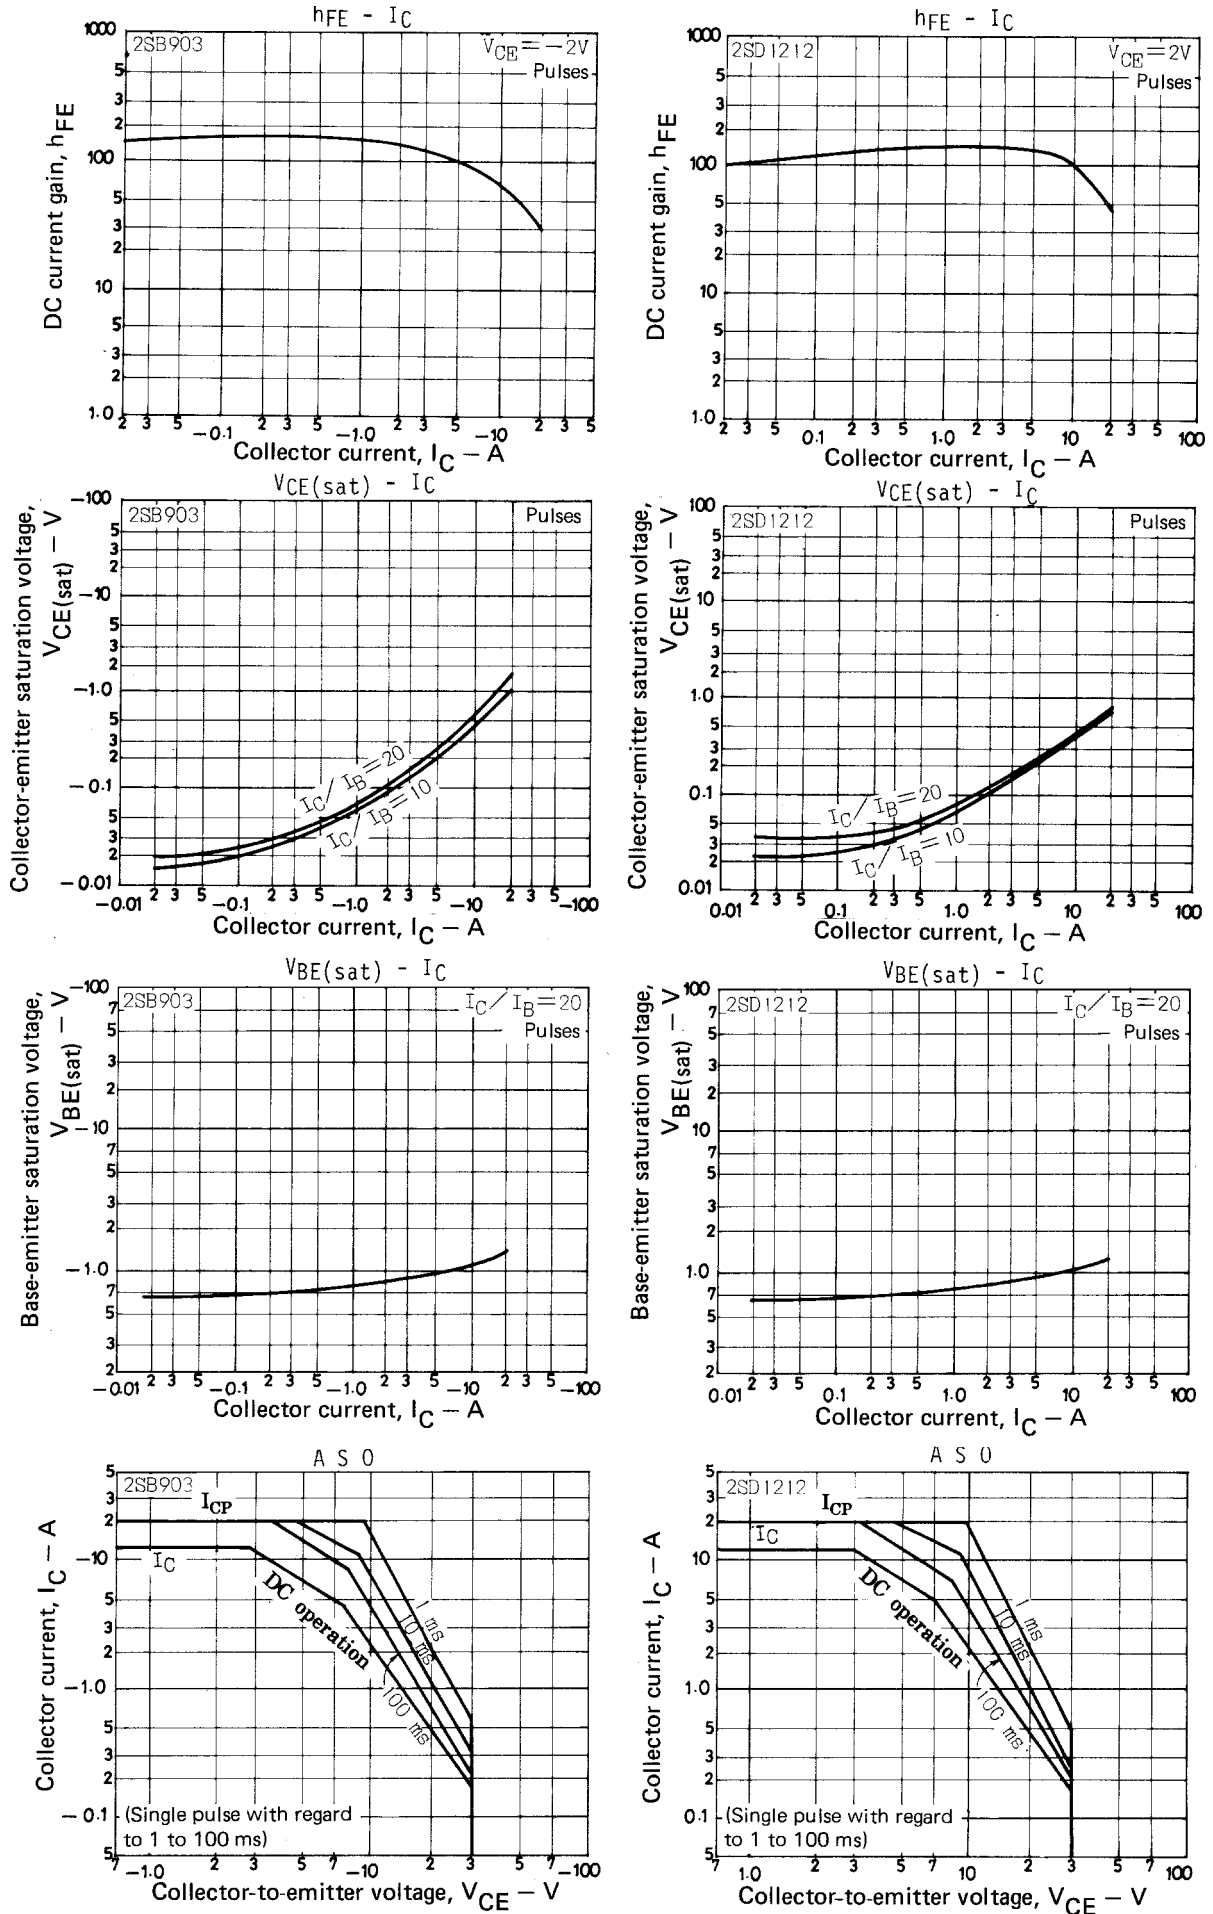 hFE - IC
1000
5
3
2
100
5
3
2
10
5
3
2
1.0
DC current gain, hFE
2SB903
VCE=−2V
Pulses
2 3 5 −0.1 2 3 5 −1.0 2 3 5 −10 2 3 5
Collector current, IC − A
hFE - IC
1000
5
3
2
100
5
3
2
10
5
3
2
1.0
DC current gain, hFE
2SD1212
VCE=2V
Pulses
2 3 5 0.1 2 3 5 1.0 2 3 5 10 2 3 5 100
Collector current, IC − A
VCE(sat) - IC
−100
5
3
2
−10
5
3
2
−1.0
5
3
2
−0.1
5
3
2
−0.01
Collector-emitter saturation voltage,
VCE(sat) − V
2SB903
Pulses
IC/IB=20
IC/IB=10
−0.01 2 3 5 −0.1 2 3 5 −1.0 2 3 5 −10 2 3 5 −100
Collector current, IC − A
VCE(sat) - IC
100
5
3
2
10
5
3
2
1.0
5
3
2
0.1
5
3
2
0.01
Collector-emitter saturation voltage,
VCE(sat) − V
2SD1212
Pulses
IC/IB=20
IC/IB=10
0.01 2 3 5 0.1 2 3 5 1.0 2 3 5 10 2 3 5 100
Collector current, IC − A
VBE(sat) - IC
−100
7
5
3
2
−10
7
5
3
2
−1.0
7
5
3
2
Base-emitter saturation voltage,
VBE(sat) − V
2SB903
IC/IB=20
Pulses
−0.01 2 3 5 −0.1 2 3 5 −1.0 2 3 5 −10 2 3 5 −100
Collector current, IC − A
VBE(sat) - IC
100
7
5
3
2
10
7
5
3
2
1.0
7
5
3
2
Base-emitter saturation voltage,
VBE(sat) − V
2SD1212
IC/IB=20
Pulses
0.01 2 3 5 0.1 2 3 5 1.0 2 3 5 10 2 3 5 100
Collector current, IC − A
A S O
5
3
2
−10
5
3
2
−1.0
5
3
2
−0.1
5
Collector current, IC − A
2SB903
ICP
IC
DC operation
1 ms
10 ms
100 ms
(Single pulse with regard
to 1 to 100 ms)
7 −1.0 2 3 5 7 −10 2 3 5 7 −100
Collector-to-emitter voltage, VCE − V
A S O
5
3
2
10
5
3
2
1.0
5
3
2
0.1
5
Collector current, IC − A
2SD1212
ICP
IC
DC operation
1 ms
10 ms
100 ms
(Single pulse with regard
to 1 to 100 ms)
7 1.0 2 3 5 7 10 2 3 5 7 100
Collector-to-emitter voltage, VCE − V